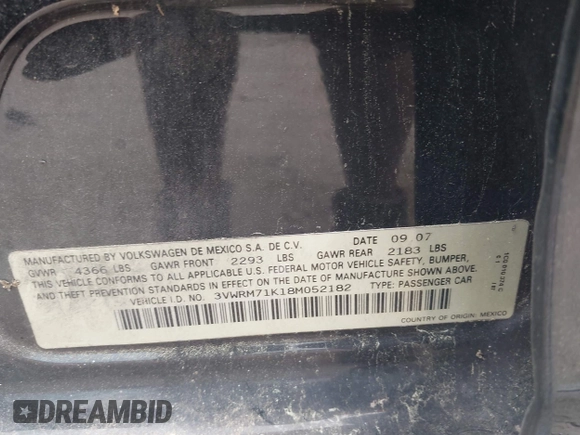 MANUFACTURED BY VOLKSWAGEN DE MEXICO S.A. DE C.V. DATE 09 07
GVWR 4366 LBS GAWR FRONT 2293 LBS GAWR REAR 2183 LBS
THIS VEHICLE CONFORMS TO ALL APPLICABLE U.S. FEDERAL MOTOR VEHICLE SAFETY, BUMPER,
AND THEFT PREVENTION STANDARDS IN EFFECT ON THE DATE OF MANUFACTURE SHOWN ABOVE.
VEHICLE I.D. NO. 3VWRM71K18M052182 TYPE: PASSENGER CAR
COUNTRY OF ORIGIN: MEXICO
DREAMBID